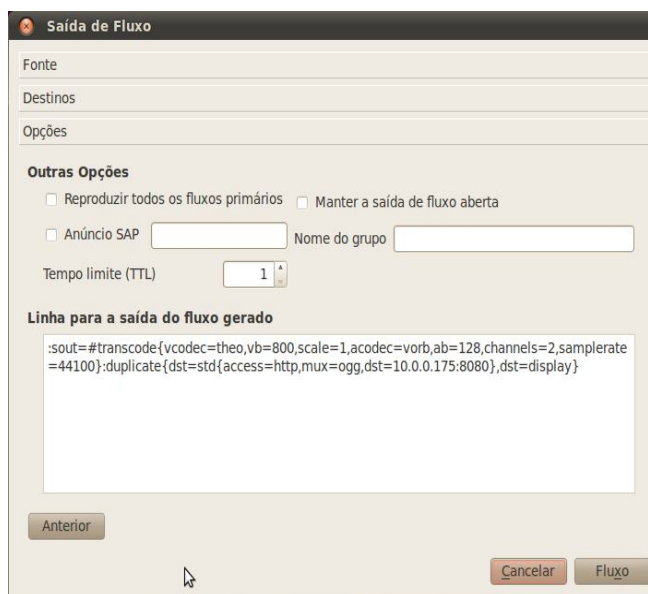 Saída de Fluxo
Fonte
Destinos
Opções
Outras Opções
Reproduzir todos os fluxos primários
Manter a saída de fluxo aberta
Anúncio SAP
Nome do grupo
Tempo limite (TTL)
1
Linha para a saída do fluxo gerado
:sout=#transcode{vcodec=theo,vb=800,scale=1,acodec=vorb,ab=128,channels=2,samplerate
=44100}:duplicate{dst=std{access=http,mux=ogg,dst=10.0.0.175:8080},dst=display}
Anterior
Cancelar
Fluxo